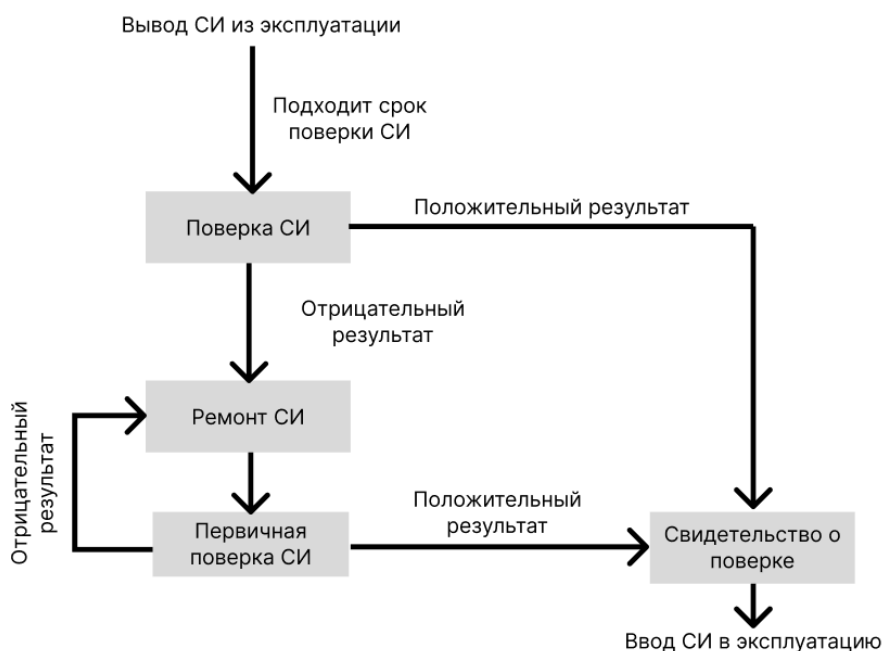 Вывод СИ из эксплуатации
Подходит срок
поверки СИ
Поверка СИ
Положительный результат
Отрицательный
результат
Ремонт СИ
Отрицательный
результат
Первичная
поверка СИ
Положительный
результат
Свидетельство о
поверке
Ввод СИ в эксплуатацию